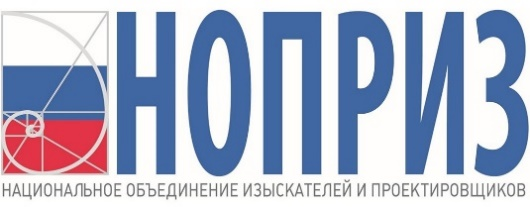 НОПРИЗ
НАЦИОНАЛЬНОЕ ОБЪЕДИНЕНИЕ ИЗЫСКАТЕЛЕЙ И ПРОЕКТИРОВЩИКОВ